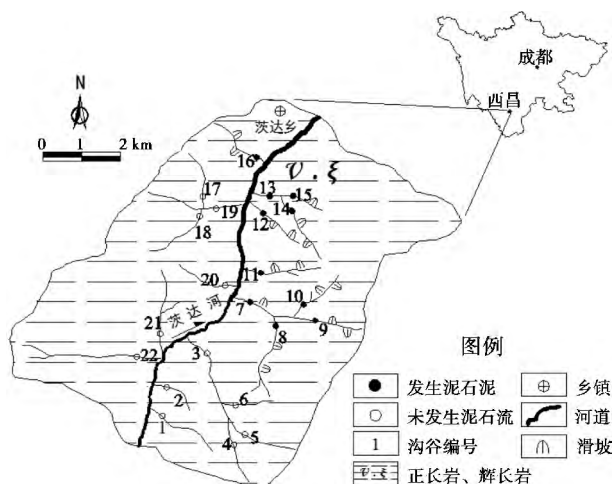 成都
西昌
N
0 1 2 km
茨达乡
16
υ . ξ
17
13
15
19
14
18
12
20
11
10
7
茨达河
9
21
8
22
3
6
2
1
5
4
图例
发生泥石泥
乡镇
未发生泥石流
河道
1 沟谷编号
滑坡
υ.ξ 正长岩、辉长岩